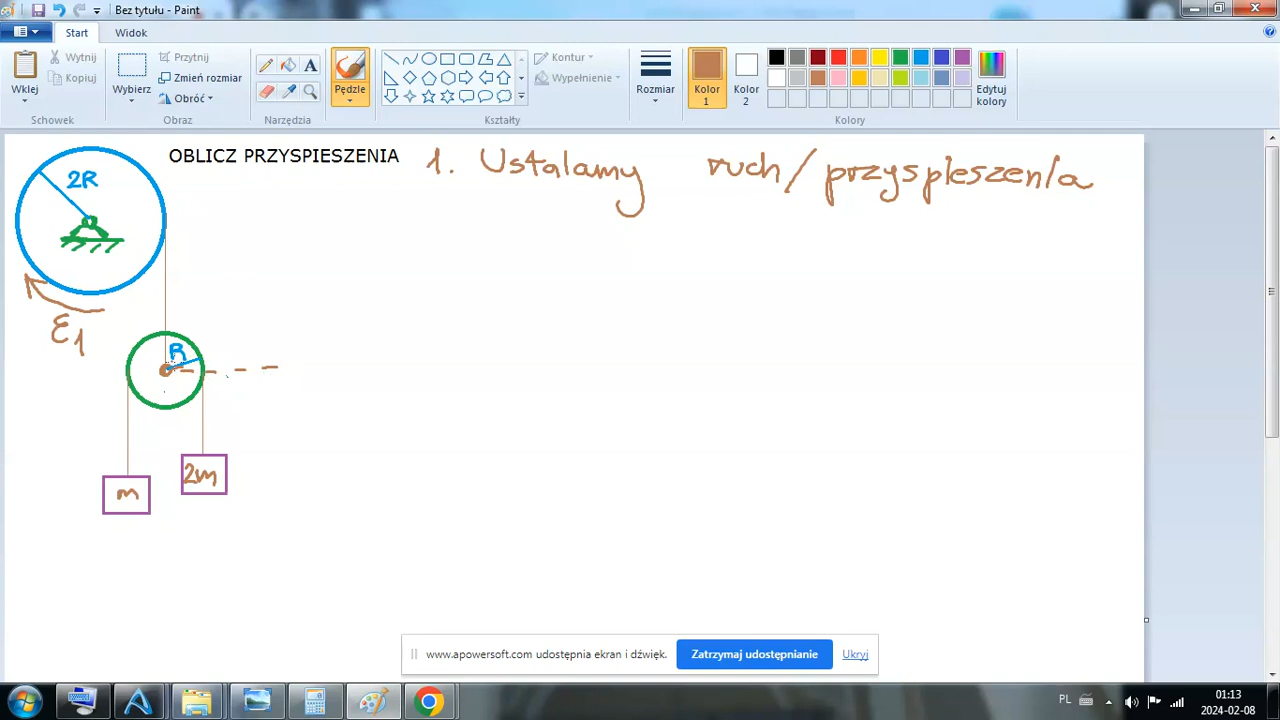 Bez tytułu - Paint
Start Widok
Wklej
Wytnij
Kopiuj
Schowek
Wybierz
Przytnij
Zmień rozmiar
Obróć
Obraz
A
Narzędzia
Pędzle
Kontur
Wypełnienie
Kształty
Rozmiar
Kolor 1
Kolor 2
Edytuj kolory
Kolory
OBLICZ PRZYSPIESZENIA
1. Ustalamy ruch/przyspieszenia
2R
ε1
R
2m
m
www.apowersoft.com udostępnia ekran i dźwięk. Zatrzymaj udostępnianie Ukryj
PL
01:13
2024-02-08